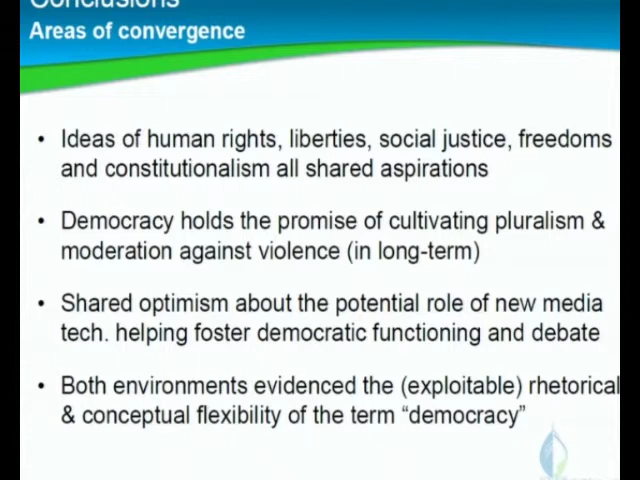 Conclusions
Areas of convergence
• Ideas of human rights, liberties, social justice, freedoms
and constitutionalism all shared aspirations
• Democracy holds the promise of cultivating pluralism &
moderation against violence (in long-term)
• Shared optimism about the potential role of new media
tech. helping foster democratic functioning and debate
• Both environments evidenced the (exploitable) rhetorical
& conceptual flexibility of the term “democracy”